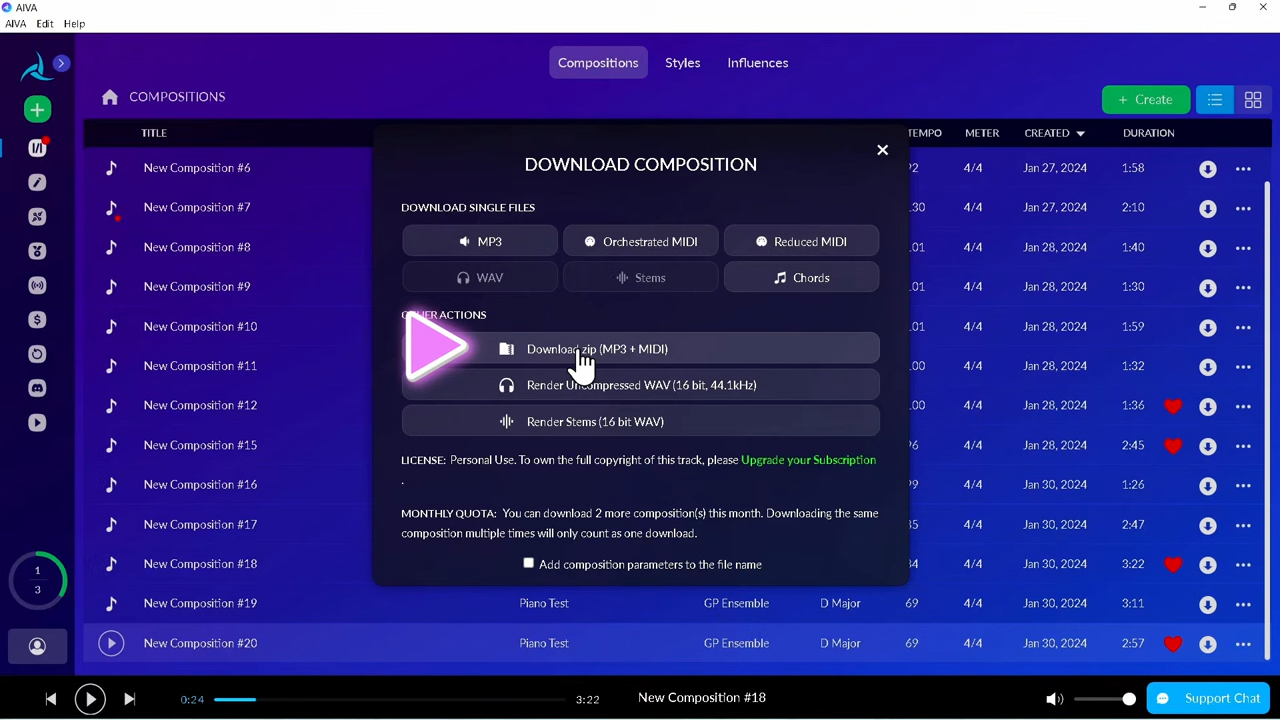 AIVA
AIVA Edit Help
Compositions Styles Influences
COMPOSITIONS
+ Create
TITLE TEMPO METER CREATED DURATION
New Composition #6 92 4/4 Jan 27, 2024 1:58
New Composition #7 130 4/4 Jan 27, 2024 2:10
New Composition #8 101 4/4 Jan 28, 2024 1:40
New Composition #9 101 4/4 Jan 28, 2024 1:30
New Composition #10 4/4 Jan 28, 2024 1:59
New Composition #11 4/4 Jan 28, 2024 1:32
New Composition #12 100 4/4 Jan 28, 2024 1:36
New Composition #15 4/4 Jan 28, 2024 2:45
New Composition #16 4/4 Jan 30, 2024 1:26
New Composition #17 4/4 Jan 30, 2024 2:47
New Composition #18 4/4 Jan 30, 2024 3:22
New Composition #19 Piano Test GP Ensemble D Major 69 4/4 Jan 30, 2024 3:11
New Composition #20 Piano Test GP Ensemble D Major 69 4/4 Jan 30, 2024 2:57
DOWNLOAD COMPOSITION
DOWNLOAD SINGLE FILES
MP3 Orchestrated MIDI Reduced MIDI
WAV Stems Chords
ACTIONS
Download zip (MP3 + MIDI)
Render Uncompressed WAV (16 bit, 44.1kHz)
Render Stems (16 bit WAV)
LICENSE: Personal Use. To own the full copyright of this track, please Upgrade your Subscription
.
MONTHLY QUOTA: You can download 2 more composition(s) this month. Downloading the same
composition multiple times will only count as one download.
Add composition parameters to the file name
1
3
0:24 3:22 New Composition #18
Support Chat